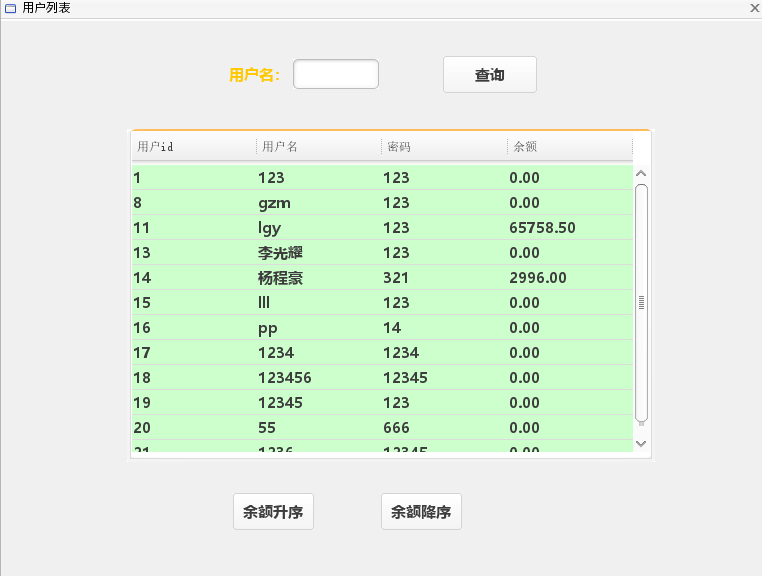 用户列表
用户名:
查询
用户id 用户名 密码 余额
1 123 123 0.00
8 gzm 123 0.00
11 lgy 123 65758.50
13 李光耀 123 0.00
14 杨程豪 321 2996.00
15 lll 123 0.00
16 pp 14 0.00
17 1234 1234 0.00
18 123456 12345 0.00
19 12345 123 0.00
20 55 666 0.00
21 1236 12345 0.00
余额升序 余额降序